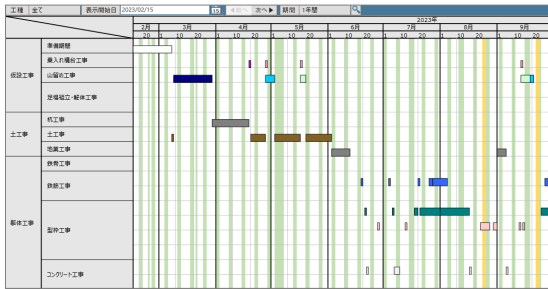 工種 全て 表示開始日 2023/02/15 15 ◀前へ 次へ▶ 期間 1年間
2023年
2月 3月 4月 5月 6月 7月 8月 9月
20 1 10 20 1 10 20 1 10 20 1 10 20 1 10 20 1 10 20 1 10 20
準備期間
乗入れ構台工事
仮設工事 山留め工事
足場組立・解体工事
杭工事
土工事 土工事
地業工事
鉄骨工事
鉄筋工事
躯体工事 型枠工事
コンクリート工事